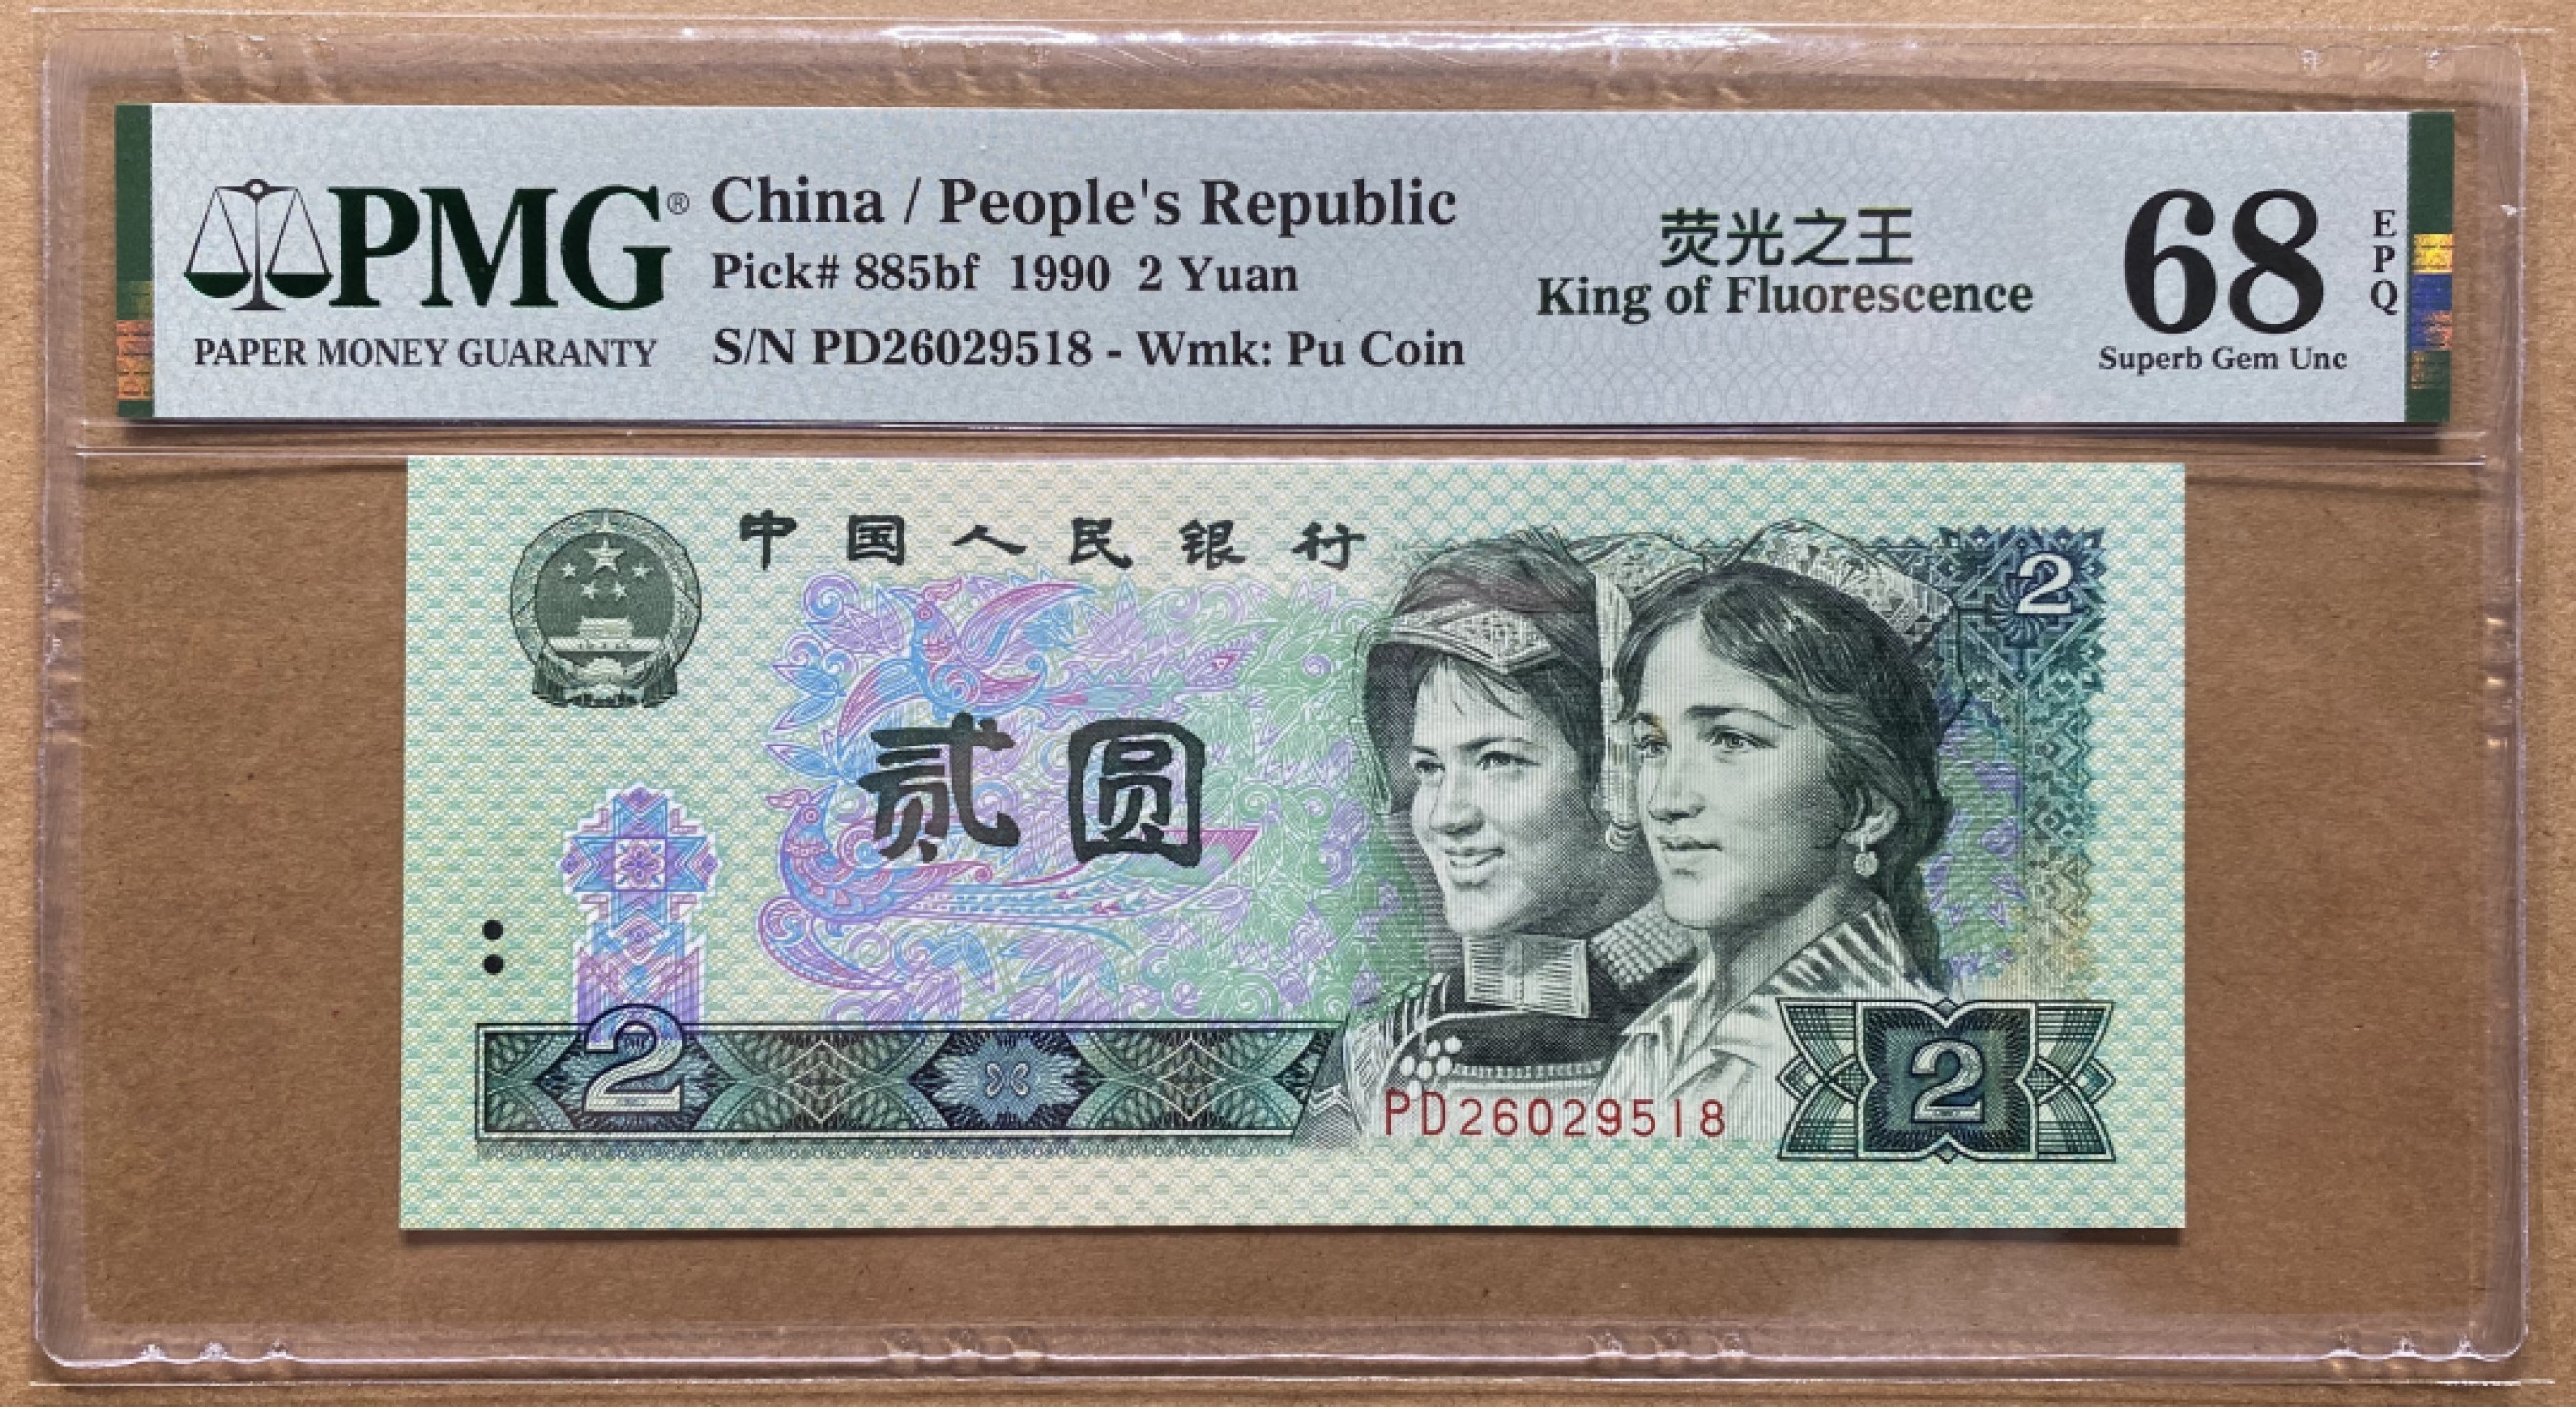 PMG®
PAPER MONEY GUARANTY
China / People's Republic
Pick# 885bf 1990 2 Yuan
S/N PD26029518 - Wmk: Pu Coin
荧光之王
King of Fluorescence
68
EPQ
Superb Gem Unc
中国人民银行
2
贰圆
2
PD26029518
2